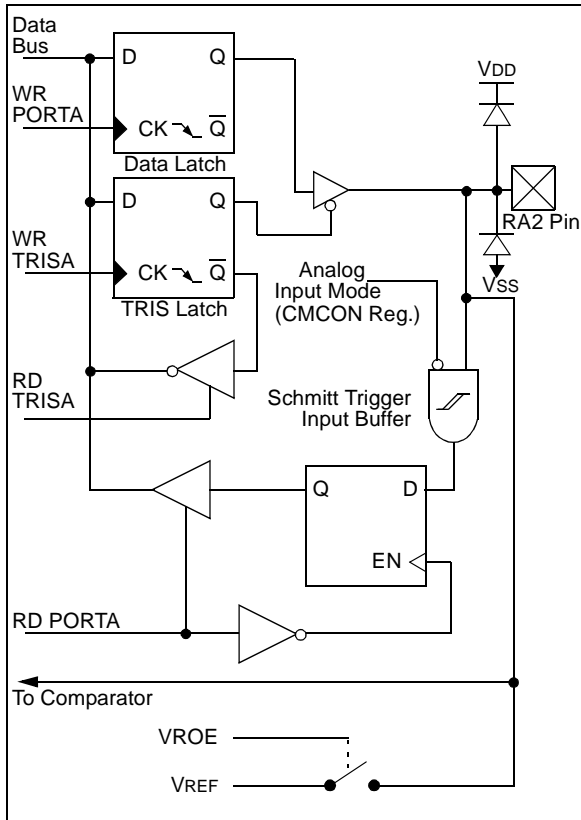 Data
Bus
D
Q
VDD
WR
PORTA
CK
Q
Data Latch
D
Q
RA2 Pin
WR
TRISA
CK
Q
Analog
Input Mode
(CMCON Reg.)
VSS
TRIS Latch
RD
TRISA
Schmitt Trigger
Input Buffer
Q
D
EN
RD PORTA
To Comparator
VROE
VREF